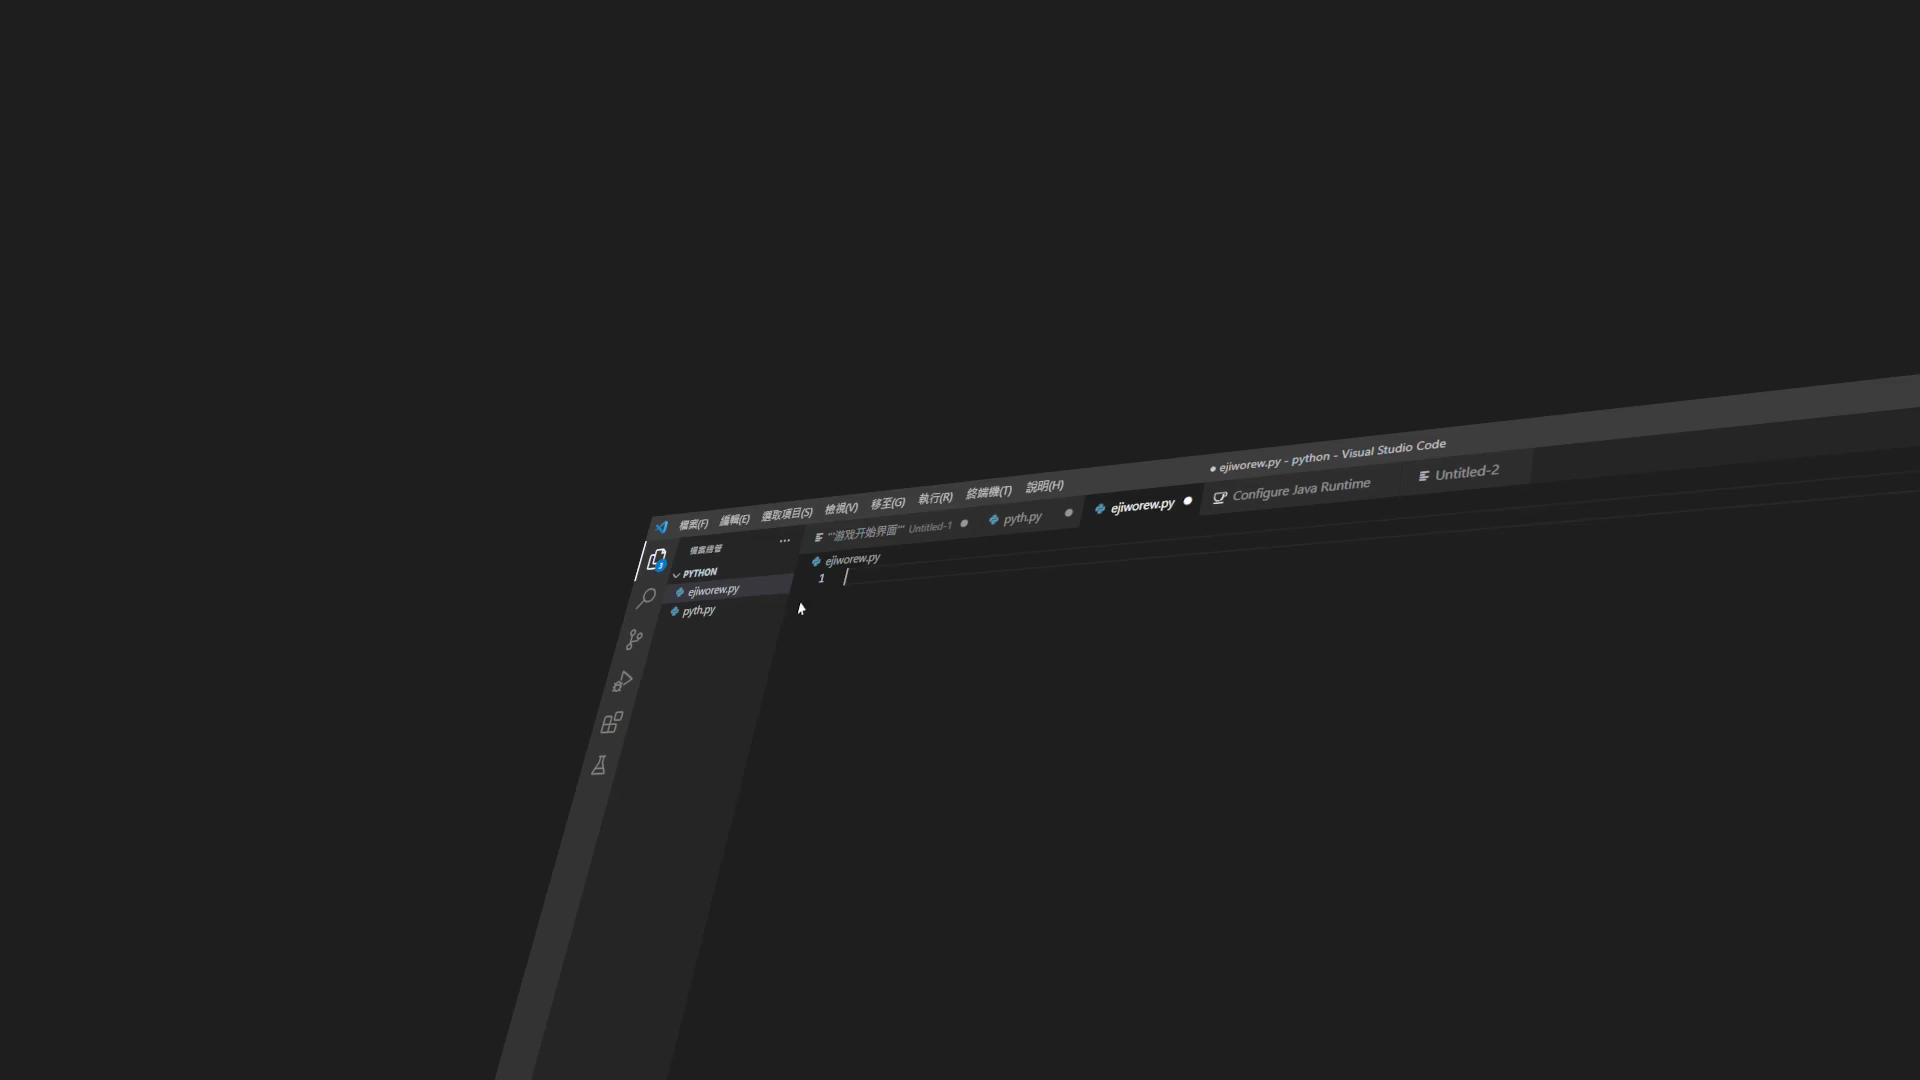 檔案(F) 編輯(E) 選取項目(S) 檢視(V) 移至(G) 執行(R) 終端機(T) 說明(H)
● ejiworew.py - python - Visual Studio Code
檔案總管 ···
'''游戏开始界面''' Untitled-1 ●
pyth.py ●
ejiworew.py ●
Configure Java Runtime
Untitled-2
3
PYTHON
ejiworew.py
pyth.py
ejiworew.py
1